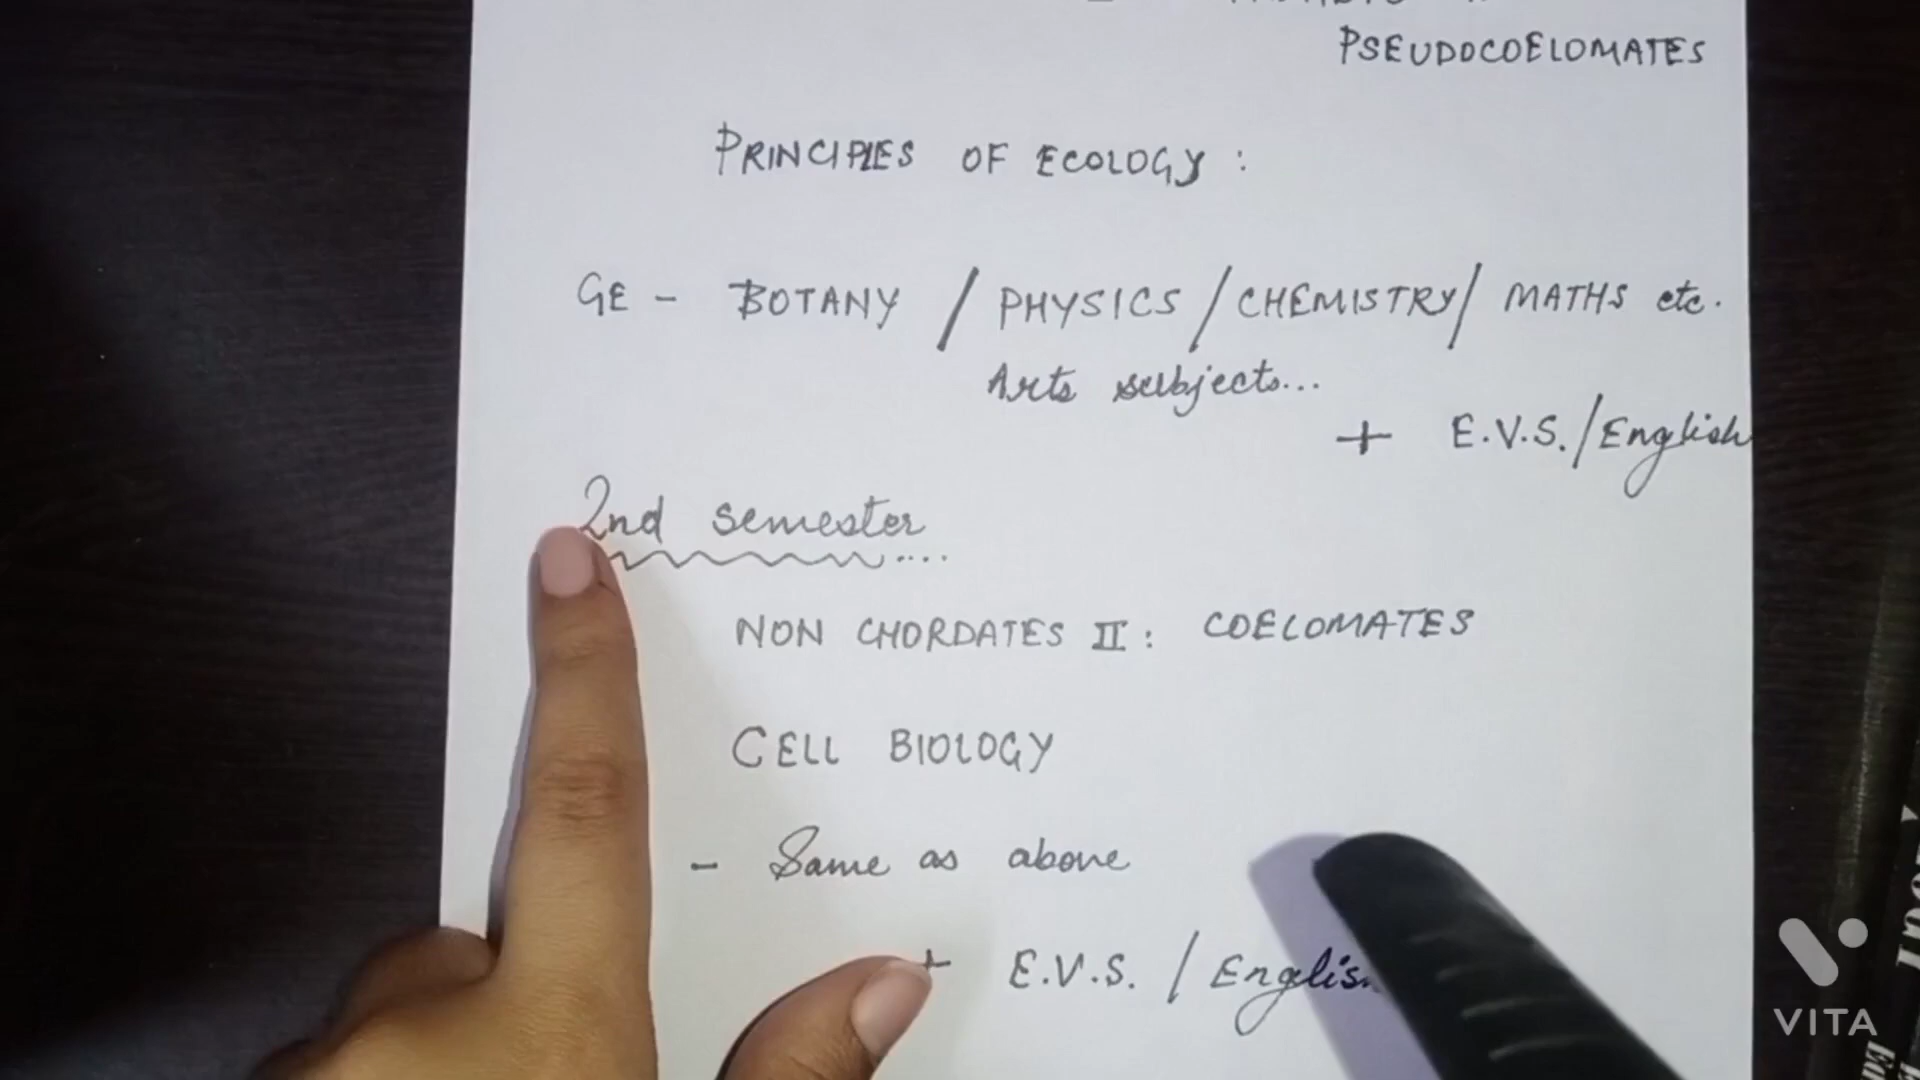 PSEUDOCOELOMATES
PRINCIPLES OF ECOLOGY :
GE - BOTANY / PHYSICS / CHEMISTRY / MATHS etc.
Arts subjects...
+ E.V.S. / English
2nd semester
....
NON CHORDATES II : COELOMATES
CELL BIOLOGY
- Same as above
+ E.V.S. / English
VITA